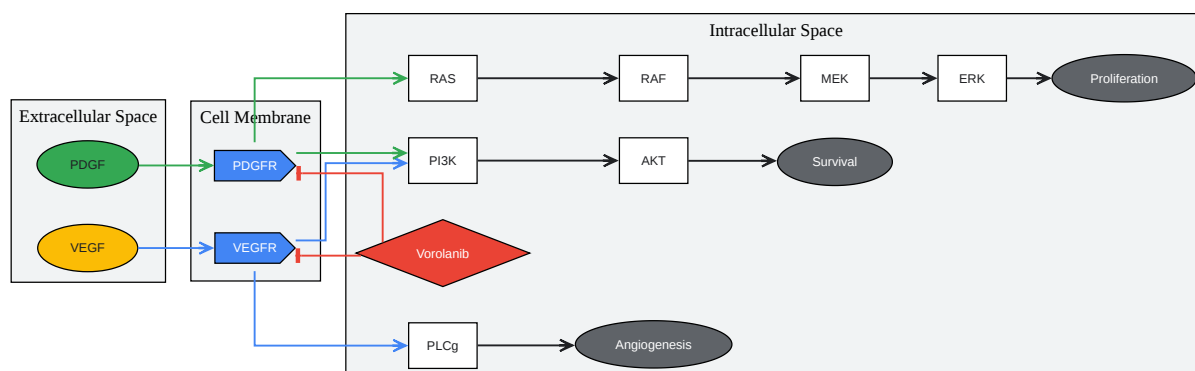 Intracellular Space
RAS
RAF
MEK
ERK
Proliferation
Extracellular Space
Cell Membrane
PDGF
PDGFR
PI3K
AKT
Survival
VEGF
VEGFR
Vorolanib
PLCg
Angiogenesis